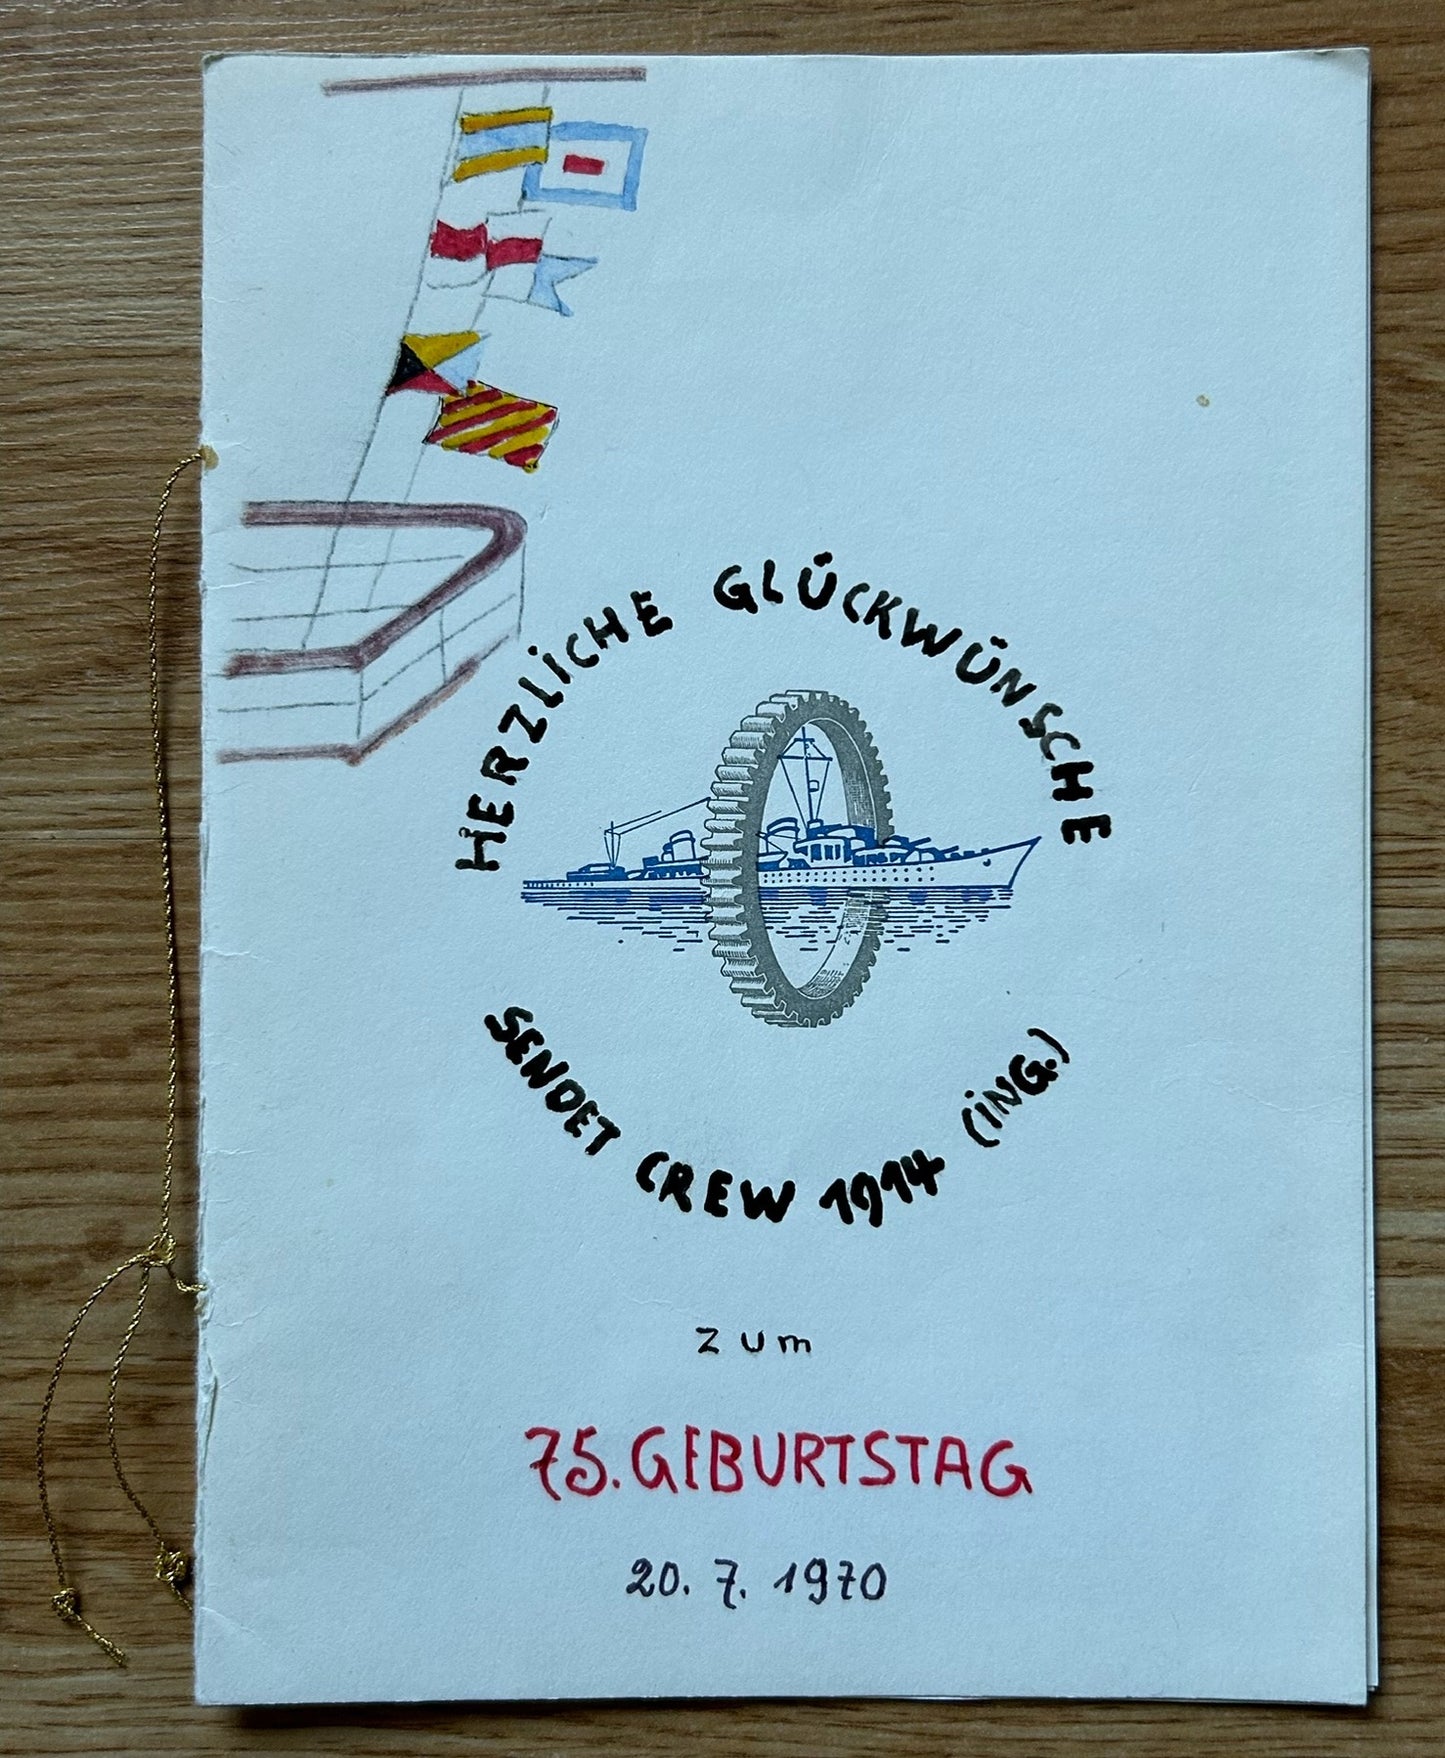 HERZLiCHE GLÜCKWÜNSCHE
SENDET CREW 1914 (iNG.)
zum
75. GEBURTSTAG
20. 7. 1970